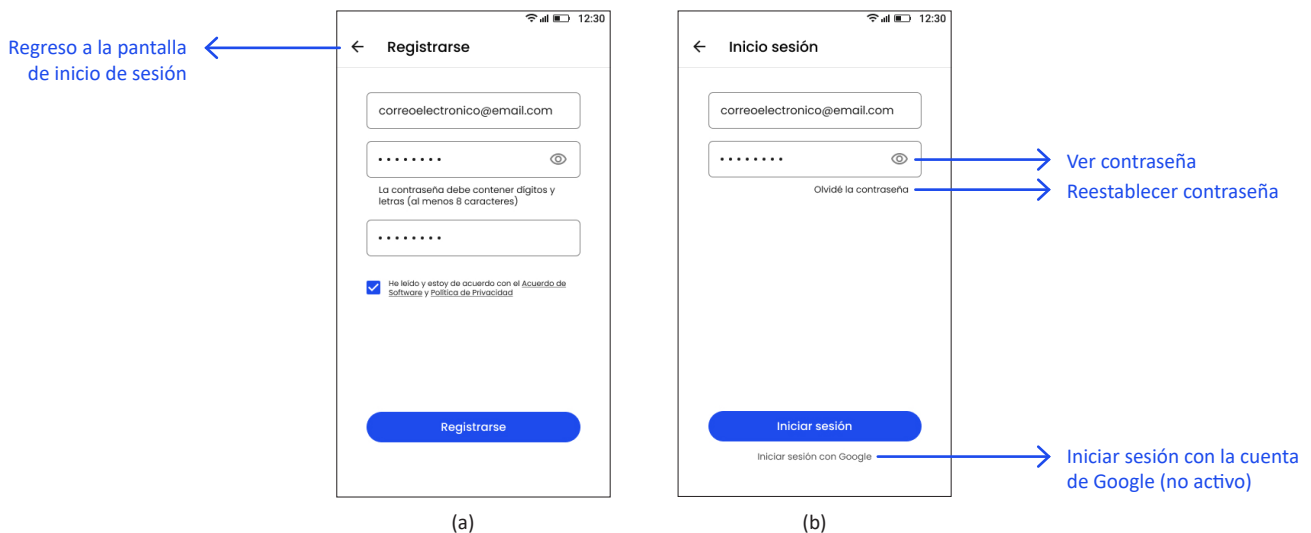 12:30
Registrarse
Regreso a la pantalla
de inicio de sesión
correoelectronico@email.com
........
La contraseña debe contener dígitos y
letras (al menos 8 caracteres)
........
He leído y estoy de acuerdo con el Acuerdo de
Software y Política de Privacidad
Registrarse
(a)
12:30
Inicio sesión
correoelectronico@email.com
........
Ver contraseña
Olvidé la contraseña
Reestablecer contraseña
Iniciar sesión
Iniciar sesión con Google
Iniciar sesión con la cuenta
de Google (no activo)
(b)